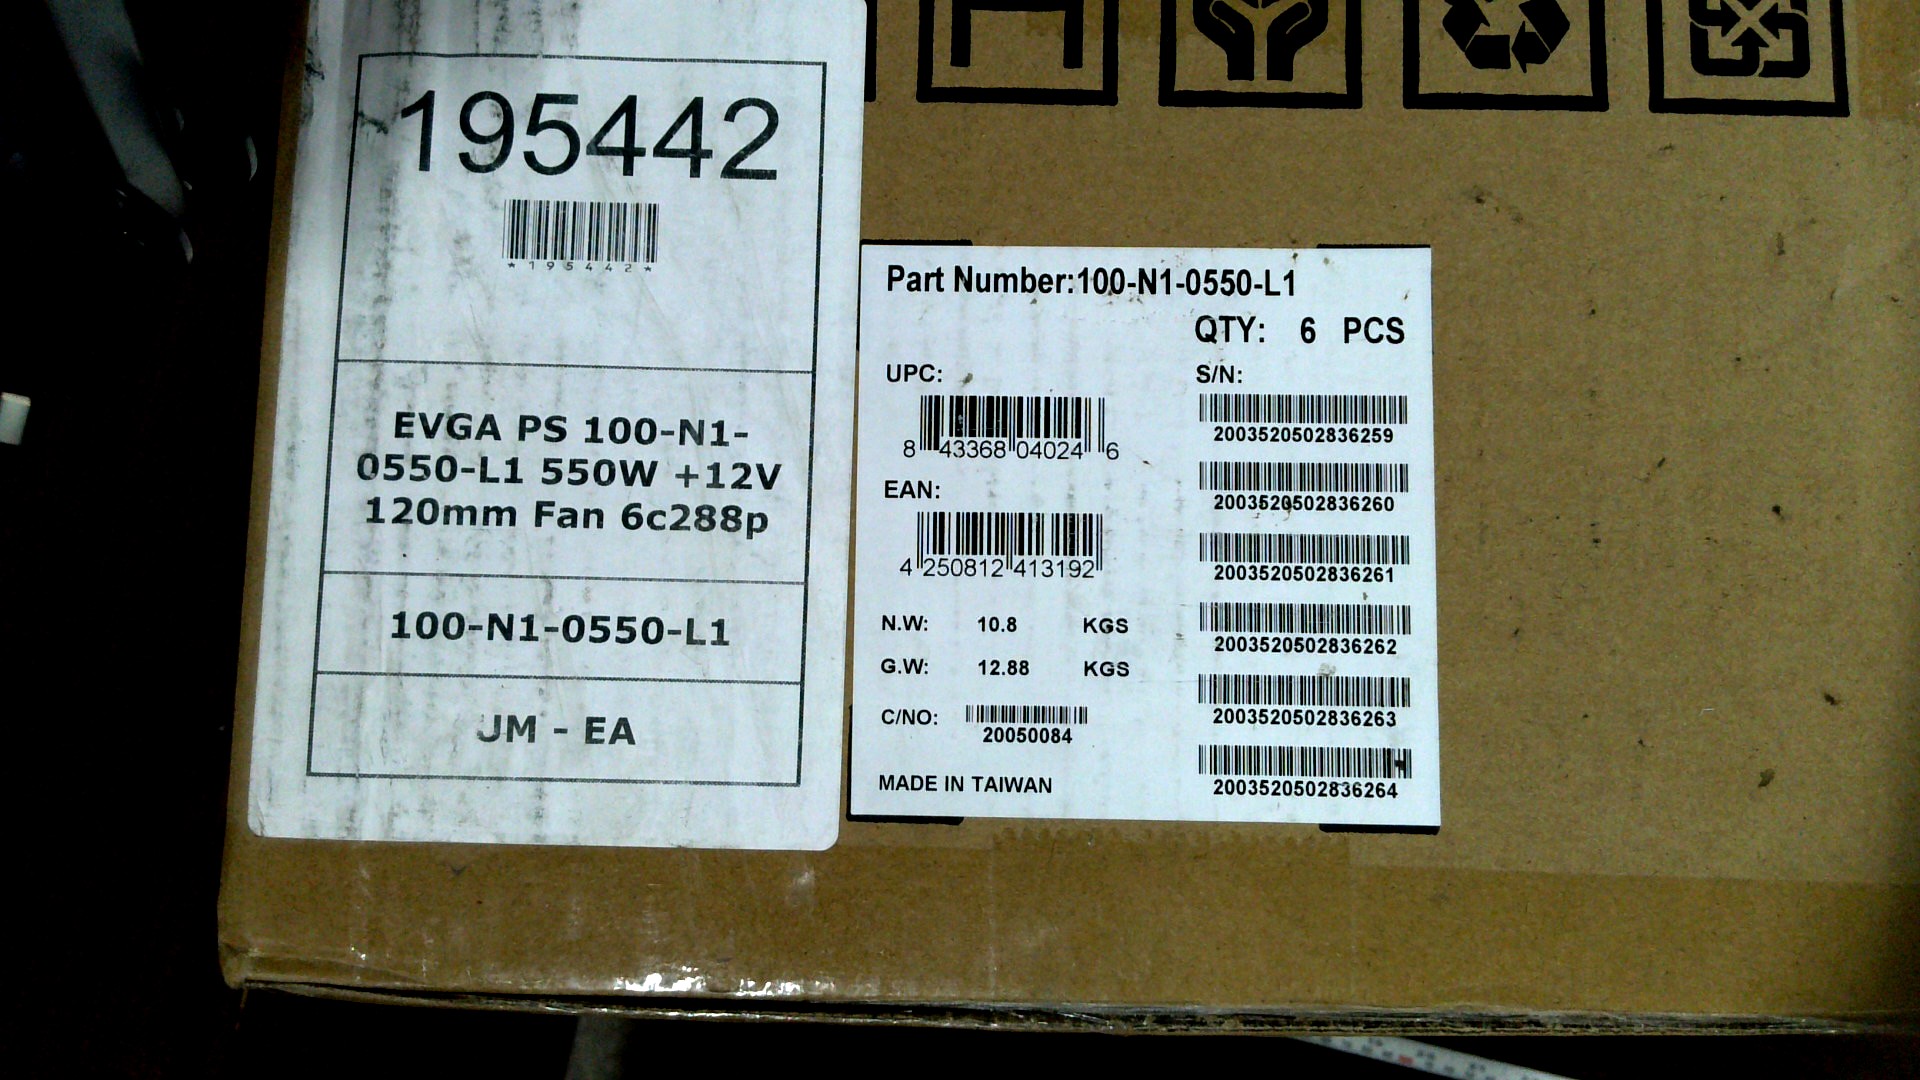 195442
*195442*
EVGA PS 100-N1-
0550-L1 550W +12V
120mm Fan 6c288p
100-N1-0550-L1
JM - EA
Part Number:100-N1-0550-L1
QTY: 6 PCS
UPC:
8 43368 04024 6
EAN:
4 250812 413192
N.W: 10.8 KGS
G.W: 12.88 KGS
C/NO:
20050084
MADE IN TAIWAN
S/N:
2003520502836259
2003520502836260
2003520502836261
2003520502836262
2003520502836263
2003520502836264